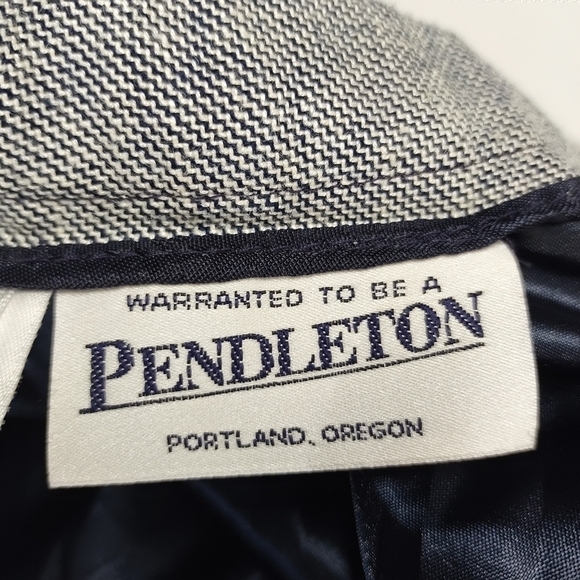 WARRANTED TO BE A
PENDLETON
PORTLAND, OREGON